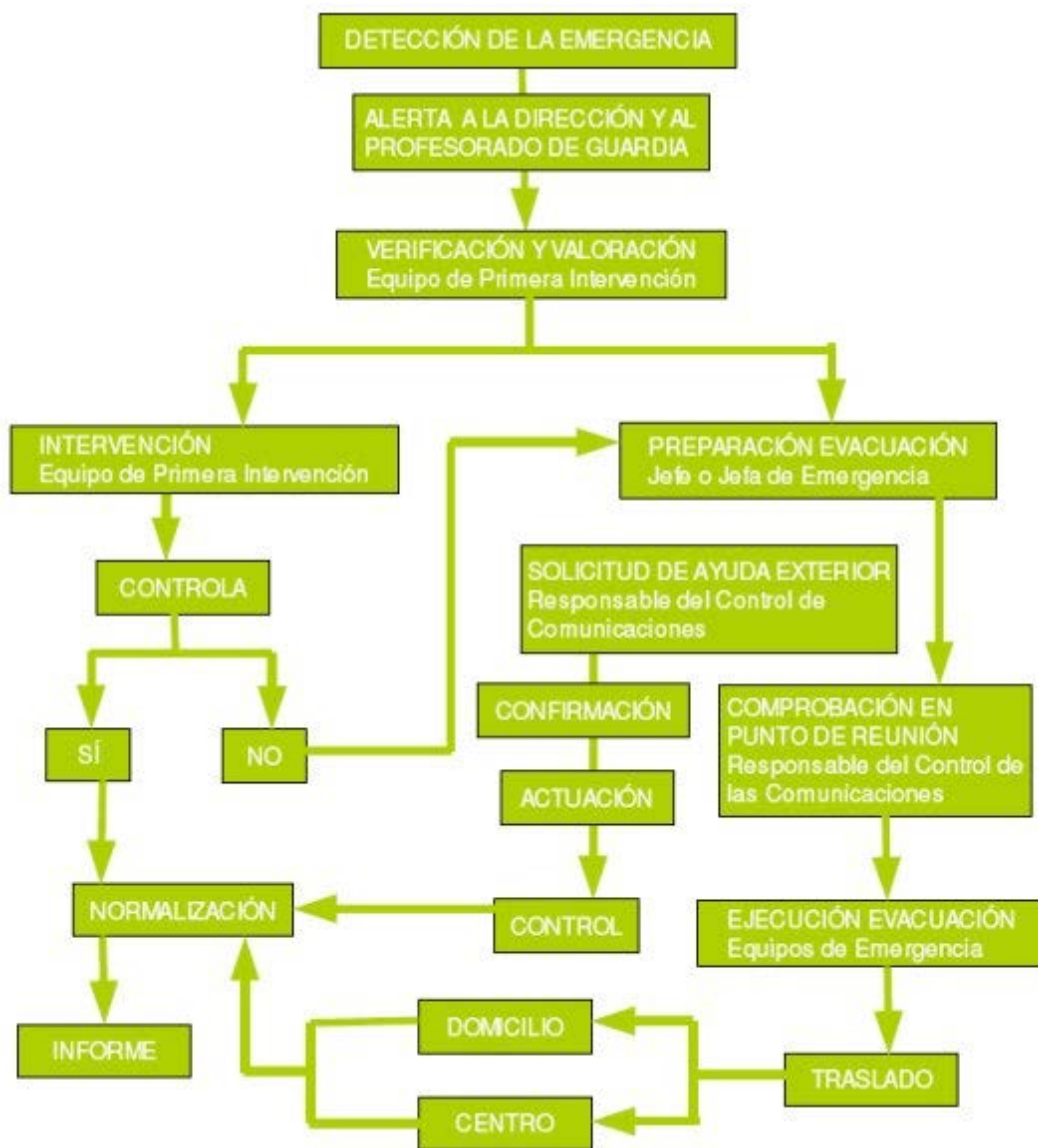 DETECCIÓN DE LA EMERGENCIA
ALERTA A LA DIRECCIÓN Y AL
PROFESORADO DE GUARDIA
VERIFICACIÓN Y VALORACIÓN
Equipo de Primera Intervención
INTERVENCIÓN
Equipo de Primera Intervención
PREPARACIÓN EVACUACIÓN
Jefe o Jefa de Emergencia
CONTROLA
SOLICITUD DE AYUDA EXTERIOR
Responsable del Control de
Comunicaciones
SÍ
NO
CONFIRMACIÓN
COMPROBACIÓN EN
PUNTO DE REUNIÓN
Responsable del Control de
las Comunicaciones
ACTUACIÓN
NORMALIZACIÓN
CONTROL
EJECUCIÓN EVACUACIÓN
Equipos de Emergencia
INFORME
DOMICILIO
CENTRO
TRASLADO